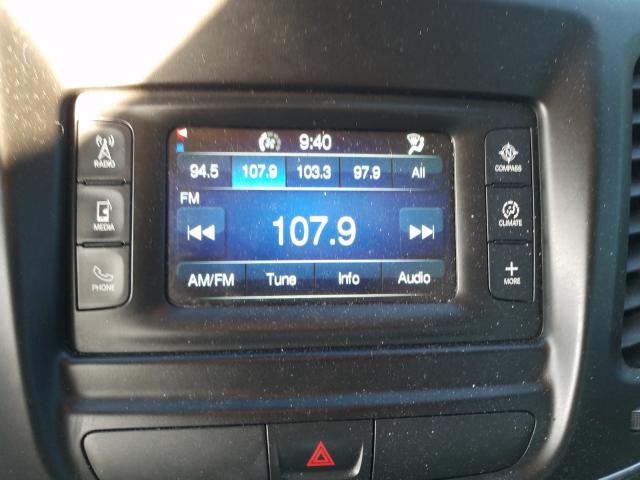 9:40
94.5 107.9 103.3 97.9 All
FM
107.9
AM/FM Tune Info Audio
RADIO
MEDIA
PHONE
N
COMPASS
CLIMATE
+
MORE